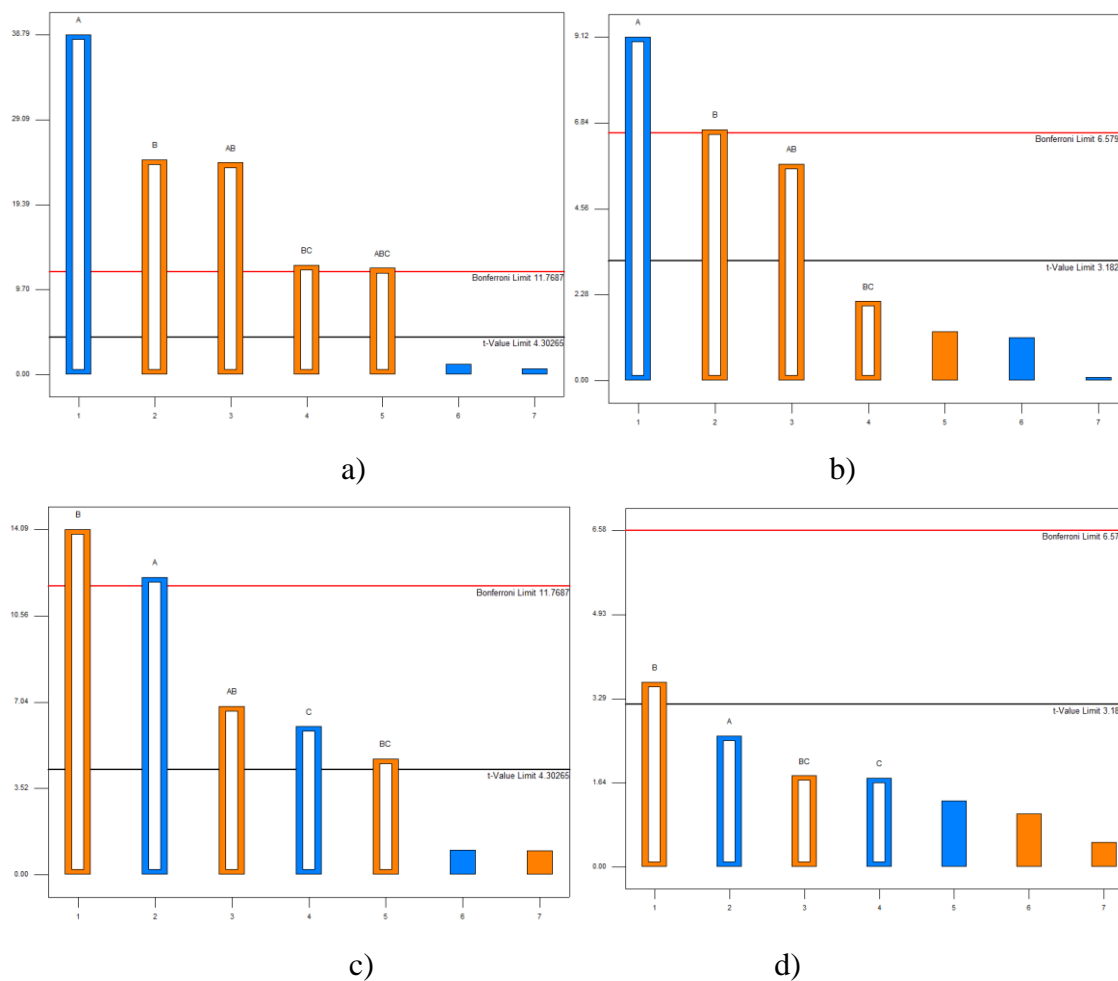 A
38.79
29.09
B
AB
19.39
BC
ABC
Bonferroni Limit 11.7687
9.70
t-Value Limit 4.30265
0.00
1 2 3 4 5 6 7
a)
A
9.12
6.84
B
Bonferroni Limit 6.579
AB
4.56
t-Value Limit 3.182
BC
2.28
0.00
1 2 3 4 5 6 7
b)
B
14.09
A
Bonferroni Limit 11.7687
10.56
AB
7.04
C
BC
t-Value Limit 4.30265
3.52
0.00
1 2 3 4 5 6 7
c)
6.58
Bonferroni Limit 6.57
4.93
B
3.29
t-Value Limit 3.18
A
BC
C
1.64
0.00
1 2 3 4 5 6 7
d)